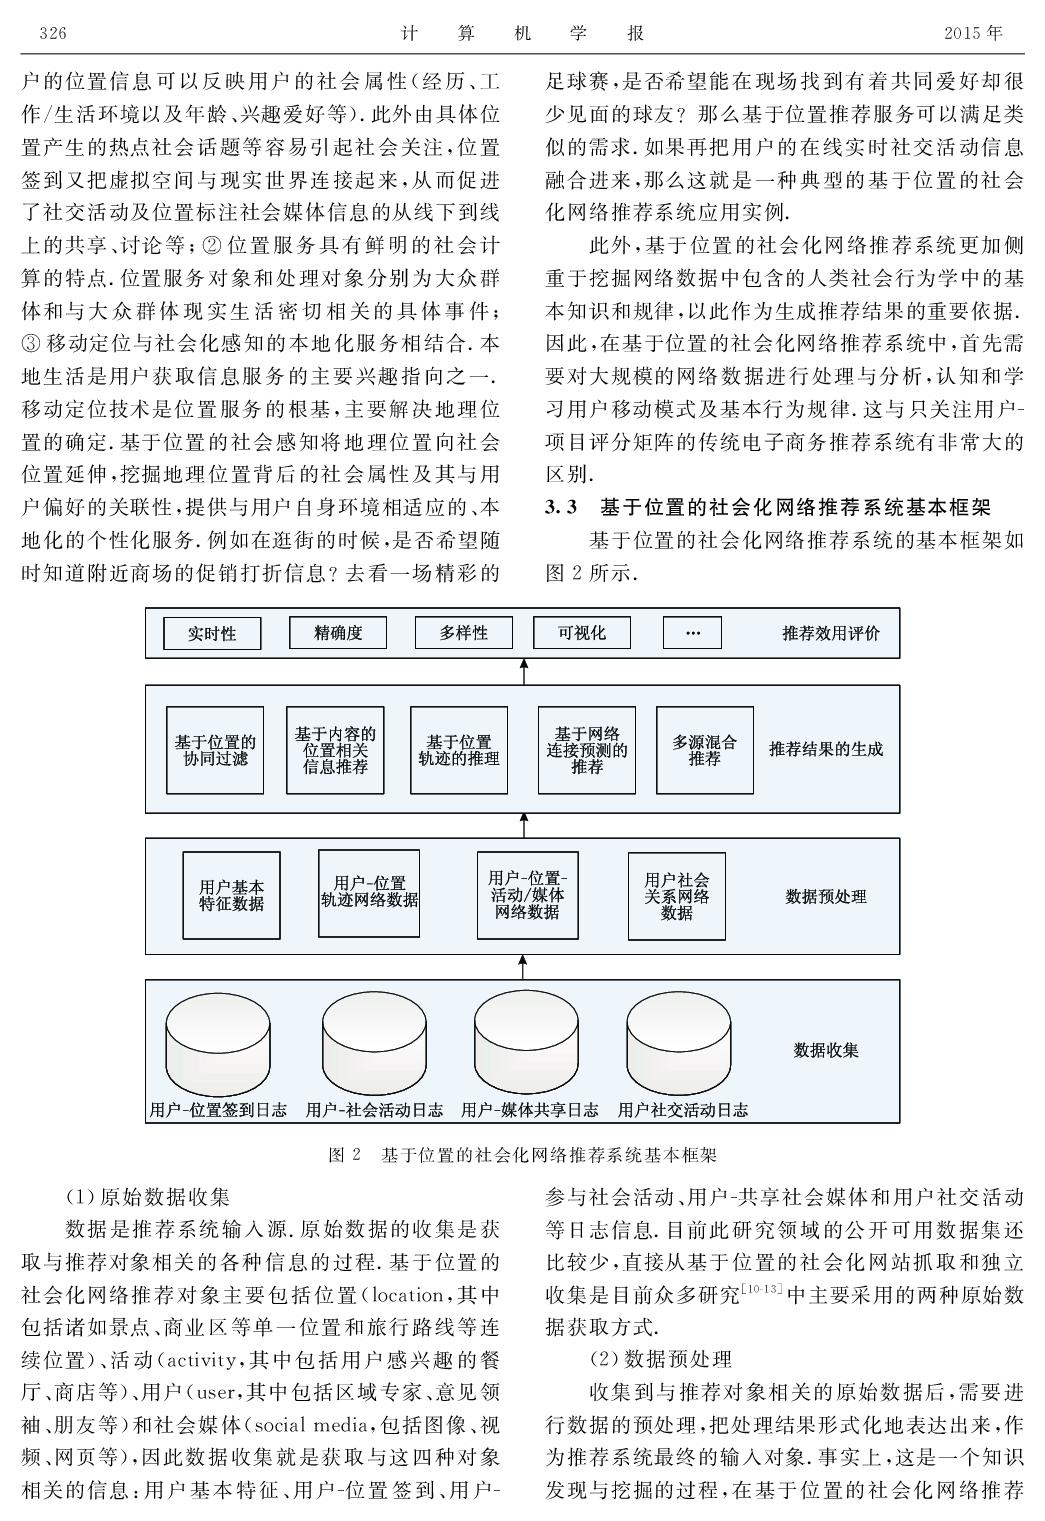 326
计算机学报
2015年
户的位置信息可以反映用户的社会属性(经历、工
作/生活环境以及年龄、兴趣爱好等). 此外由具体位
置产生的热点社会话题等容易引起社会关注,位置
签到又把虚拟空间与现实世界连接起来,从而促进
了社交活动及位置标注社会媒体信息的从线下到线
上的共享、讨论等; ②位置服务具有鲜明的社会计
算的特点. 位置服务对象和处理对象分别为大众群
体和与大众群体现实生活密切相关的具体事件;
③移动定位与社会化感知的本地化服务相结合. 本
地生活是用户获取信息服务的主要兴趣指向之一.
移动定位技术是位置服务的根基,主要解决地理位
置的确定. 基于位置的社会感知将地理位置向社会
位置延伸,挖掘地理位置背后的社会属性及其与用
户偏好的关联性,提供与用户自身环境相适应的、本
地化的个性化服务. 例如在逛街的时候,是否希望随
时知道附近商场的促销打折信息? 去看一场精彩的
足球赛,是否希望能在现场找到有着共同爱好却很
少见面的球友? 那么基于位置推荐服务可以满足类
似的需求. 如果再把用户的在线实时社交活动信息
融合进来,那么这就是一种典型的基于位置的社会
化网络推荐系统应用实例.
此外,基于位置的社会化网络推荐系统更加侧
重于挖掘网络数据中包含的人类社会行为学中的基
本知识和规律,以此作为生成推荐结果的重要依据.
因此,在基于位置的社会化网络推荐系统中,首先需
要对大规模的网络数据进行处理与分析,认知和学
习用户移动模式及基本行为规律. 这与只关注用户-
项目评分矩阵的传统电子商务推荐系统有非常大的
区别.
3.3 基于位置的社会化网络推荐系统基本框架
基于位置的社会化网络推荐系统的基本框架如
图 2 所示.
实时性
精确度
多样性
可视化
…
推荐效用评价
基于位置的
协同过滤
基于内容的
位置相关
信息推荐
基于位置
轨迹的推理
基于网络
连接预测的
推荐
多源混合
推荐
推荐结果的生成
用户基本
特征数据
用户-位置
轨迹网络数据
用户-位置-
活动/媒体
网络数据
用户社会
关系网络
数据
数据预处理
数据收集
用户-位置签到日志
用户-社会活动日志
用户-媒体共享日志
用户社交活动日志
图 2 基于位置的社会化网络推荐系统基本框架
(1)原始数据收集
数据是推荐系统输入源. 原始数据的收集是获
取与推荐对象相关的各种信息的过程. 基于位置的
社会化网络推荐对象主要包括位置(location,其中
包括诸如景点、商业区等单一位置和旅行路线等连
续位置)、活动(activity,其中包括用户感兴趣的餐
厅、商店等)、用户(user,其中包括区域专家、意见领
袖、朋友等)和社会媒体(social media,包括图像、视
频、网页等),因此数据收集就是获取与这四种对象
相关的信息:用户基本特征、用户-位置签到、用户-
参与社会活动、用户-共享社会媒体和用户社交活动
等日志信息. 目前此研究领域的公开可用数据集还
比较少,直接从基于位置的社会化网站抓取和独立
收集是目前众多研究[10-13]中主要采用的两种原始数
据获取方式.
(2)数据预处理
收集到与推荐对象相关的原始数据后,需要进
行数据的预处理,把处理结果形式化地表达出来,作
为推荐系统最终的输入对象. 事实上,这是一个知识
发现与挖掘的过程,在基于位置的社会化网络推荐